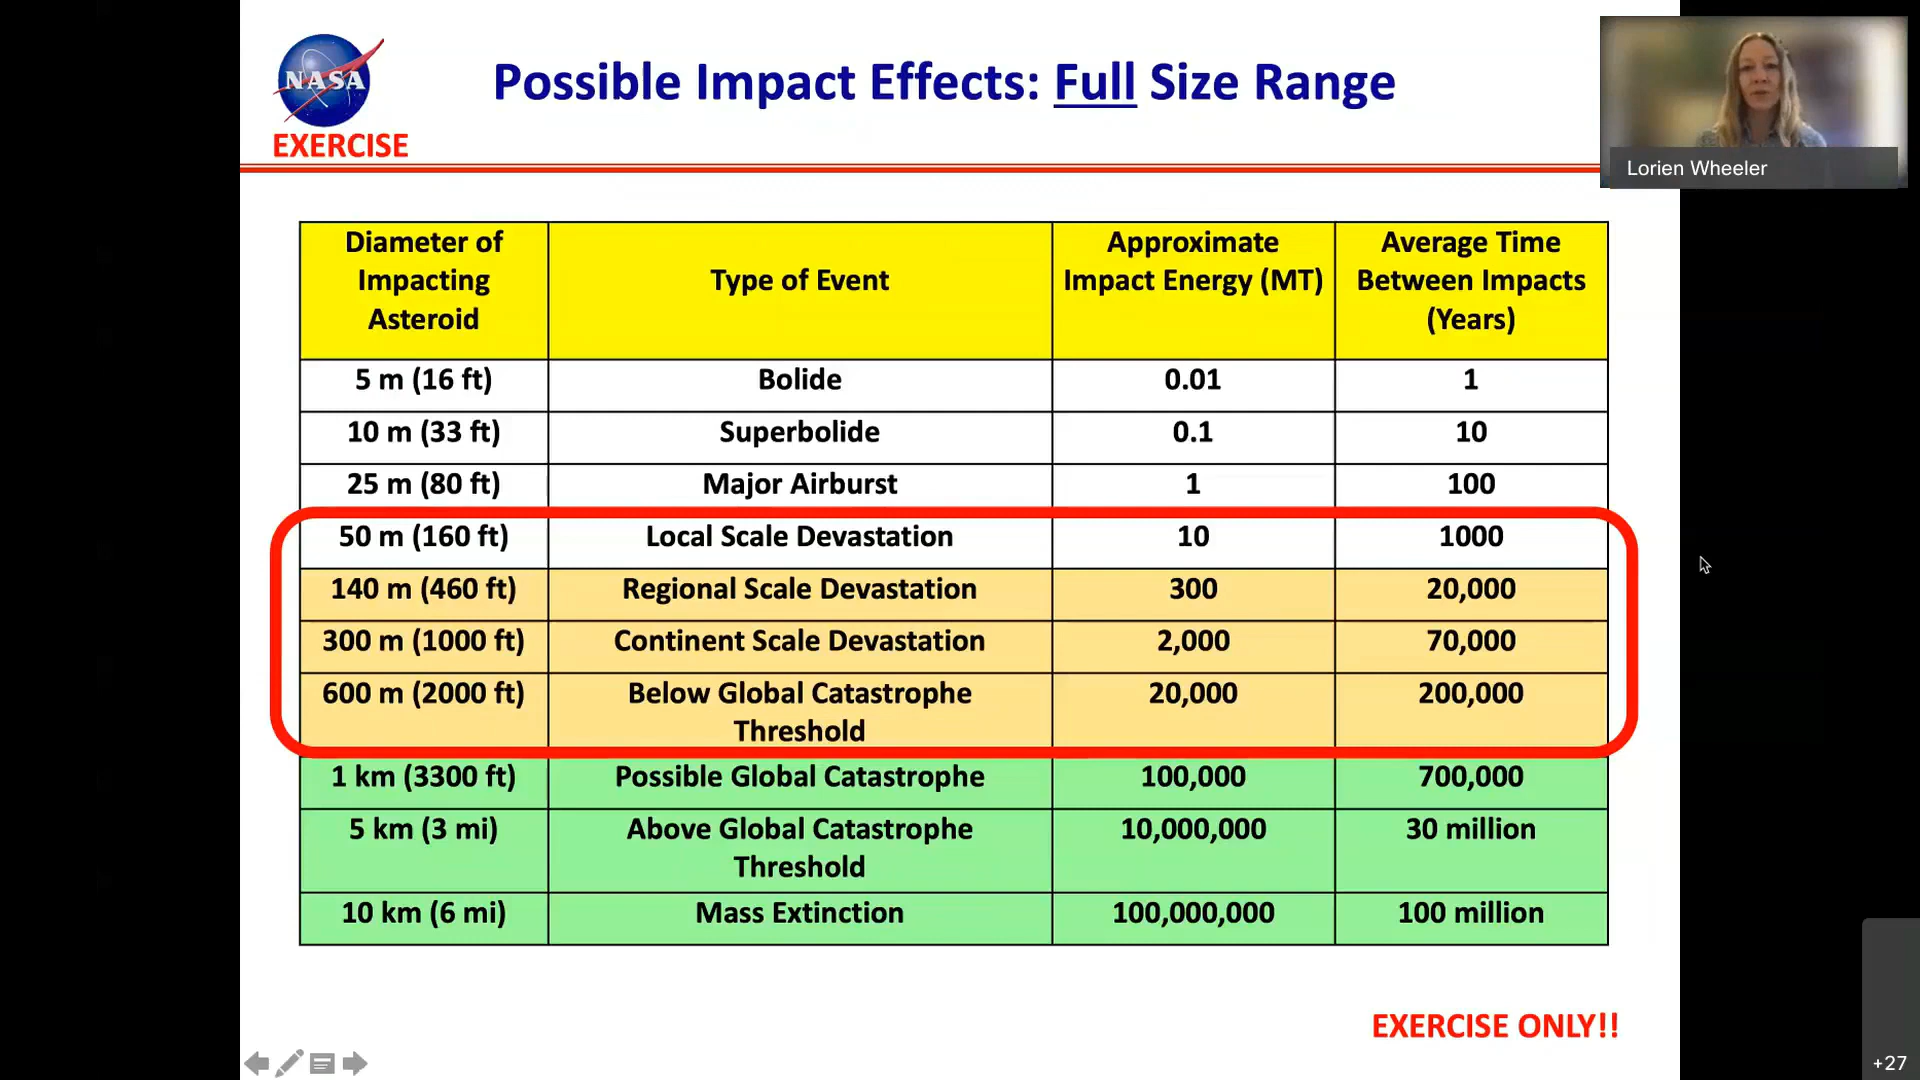 NASA
EXERCISE
Possible Impact Effects: Full Size Range
Lorien Wheeler
Diameter of
Impacting
Asteroid
Type of Event
Approximate
Impact Energy (MT)
Average Time
Between Impacts
(Years)
5 m (16 ft)
Bolide
0.01
1
10 m (33 ft)
Superbolide
0.1
10
25 m (80 ft)
Major Airburst
1
100
50 m (160 ft)
Local Scale Devastation
10
1000
140 m (460 ft)
Regional Scale Devastation
300
20,000
300 m (1000 ft)
Continent Scale Devastation
2,000
70,000
600 m (2000 ft)
Below Global Catastrophe
Threshold
20,000
200,000
1 km (3300 ft)
Possible Global Catastrophe
100,000
700,000
5 km (3 mi)
Above Global Catastrophe
Threshold
10,000,000
30 million
10 km (6 mi)
Mass Extinction
100,000,000
100 million
EXERCISE ONLY!!
+27